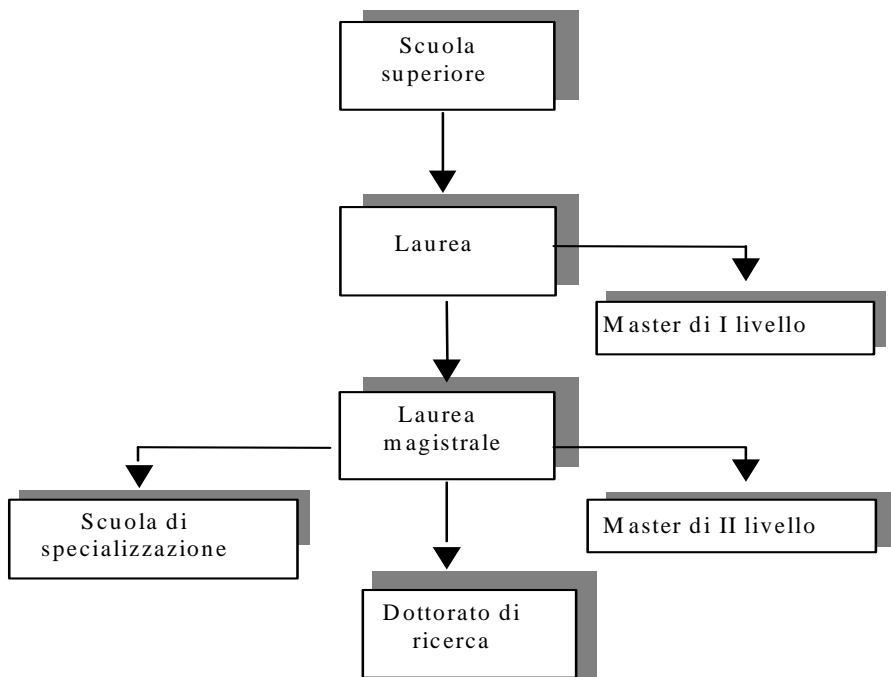 Scuola
superiore
Laurea
Master di I livello
Laurea
magistrale
Scuola di
specializzazione
Master di II livello
Dottorato di
ricerca